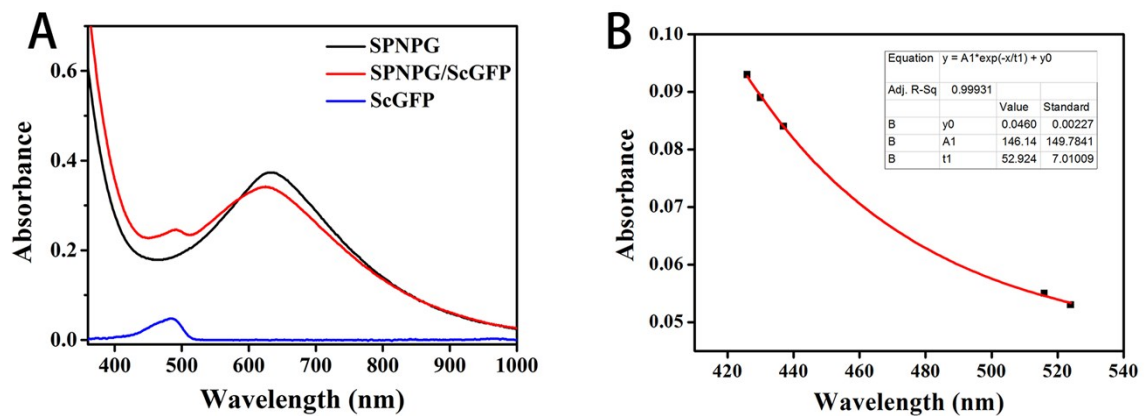 A
SPNPG
SPNPG/ScGFP
ScGFP
0.6
0.4
0.2
0.0
Absorbance
400 500 600 700 800 900 1000
Wavelength (nm)
B
0.10
0.09
0.08
0.07
0.06
0.05
Absorbance
Equation y = A1*exp(-x/t1) + y0
Adj. R-Sq 0.99931
Value Standard
B y0 0.0460 0.00227
B A1 146.14 149.7841
B t1 52.924 7.01009
420 440 460 480 500 520 540
Wavelength (nm)